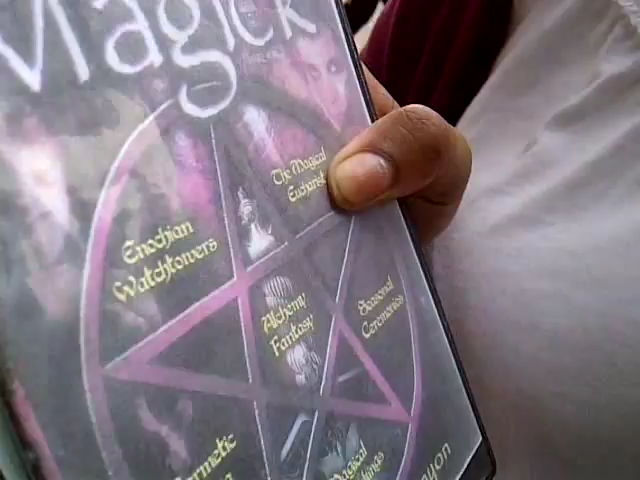 Magick
The Magical
Eucharist
Enochian
Watchtowers
Alchemy
Fantasy
Seasonal
Ceremonies